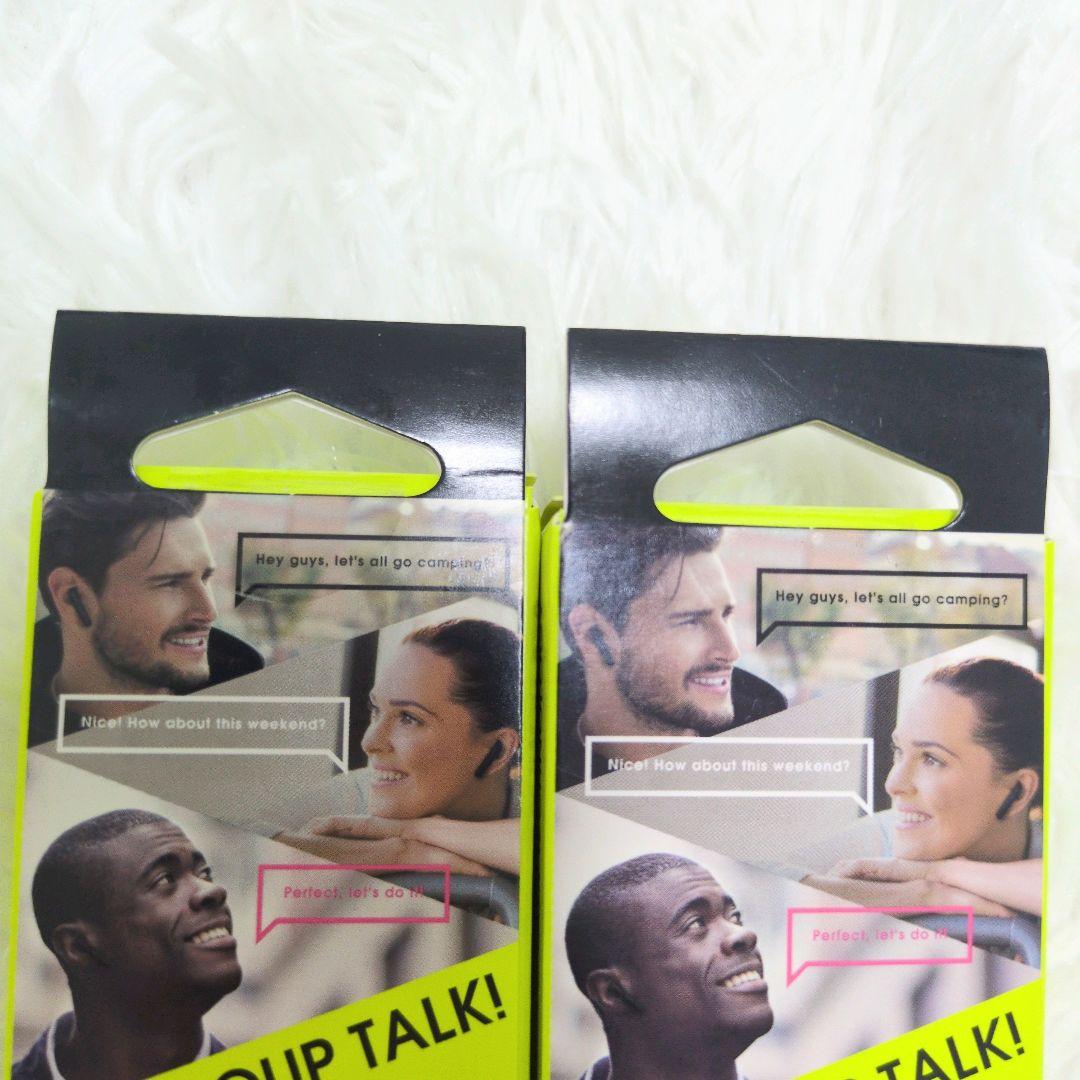 Hey guys, let's all go camping?
Nice! How about this weekend?
Perfect, let's do it!
OUP TALK!
Hey guys, let's all go camping?
Nice! How about this weekend?
Perfect, let's do it!
TALK!